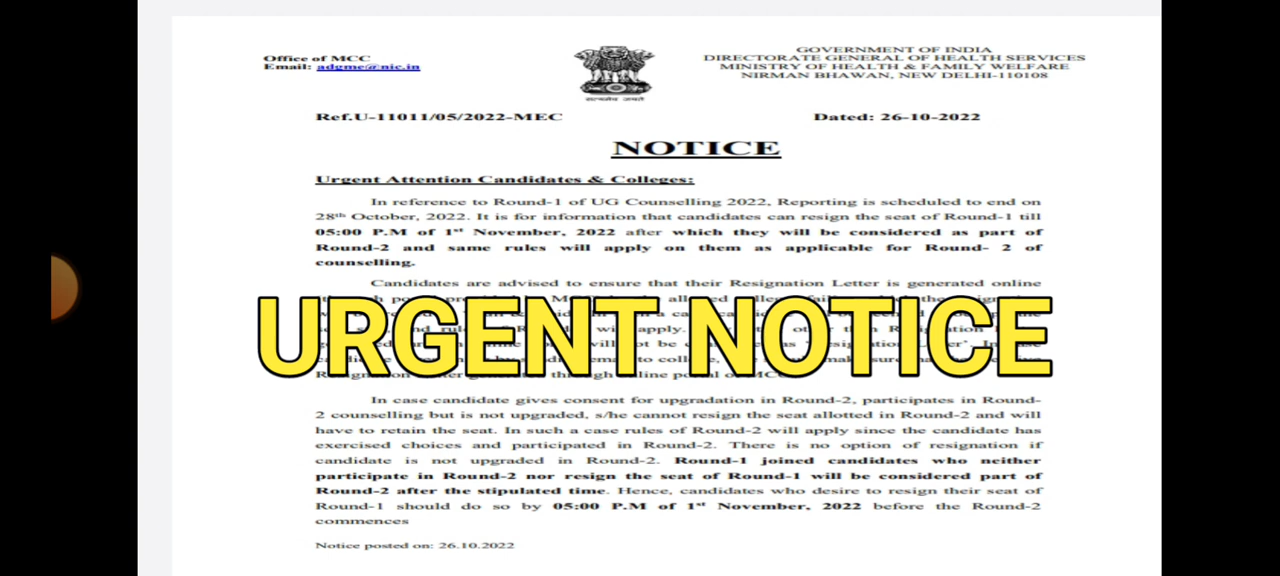 Office of MCC
Email: adgme@nic.in
सत्यमेव जयते
GOVERNMENT OF INDIA
DIRECTORATE GENERAL OF HEALTH SERVICES
MINISTRY OF HEALTH & FAMILY WELFARE
NIRMAN BHAWAN, NEW DELHI-110108
Ref.U-11011/05/2022-MEC
Dated: 26-10-2022
NOTICE
Urgent Attention Candidates & Colleges:
In reference to Round-1 of UG Counselling 2022, Reporting is scheduled to end on
28th October, 2022. It is for information that candidates can resign the seat of Round-1 till
05:00 P.M of 1st November, 2022 after which they will be considered as part of
Round-2 and same rules will apply on them as applicable for Round- 2 of
counselling.
Candidates are advised to ensure that their Resignation Letter is generated online
will apply.
URGENT NOTICE
In case candidate gives consent for upgradation in Round-2, participates in Round-
2 counselling but is not upgraded, s/he cannot resign the seat allotted in Round-2 and will
have to retain the seat. In such a case rules of Round-2 will apply since the candidate has
exercised choices and participated in Round-2. There is no option of resignation if
candidate is not upgraded in Round-2. Round-1 joined candidates who neither
participate in Round-2 nor resign the seat of Round-1 will be considered part of
Round-2 after the stipulated time. Hence, candidates who desire to resign their seat of
Round-1 should do so by 05:00 P.M of 1st November, 2022 before the Round-2
commences
Notice posted on: 26.10.2022